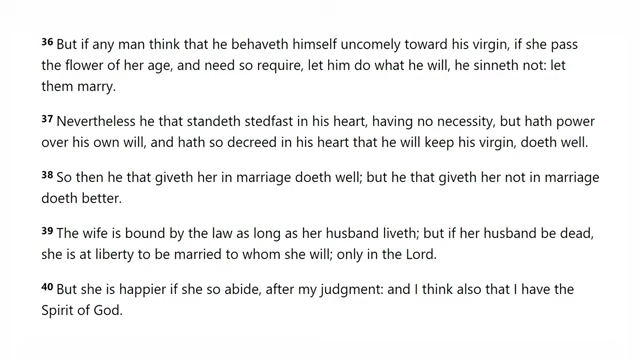 36 But if any man think that he behaveth himself uncomely toward his virgin, if she pass
the flower of her age, and need so require, let him do what he will, he sinneth not: let
them marry.
37 Nevertheless he that standeth stedfast in his heart, having no necessity, but hath power
over his own will, and hath so decreed in his heart that he will keep his virgin, doeth well.
38 So then he that giveth her in marriage doeth well; but he that giveth her not in marriage
doeth better.
39 The wife is bound by the law as long as her husband liveth; but if her husband be dead,
she is at liberty to be married to whom she will; only in the Lord.
40 But she is happier if she so abide, after my judgment: and I think also that I have the
Spirit of God.